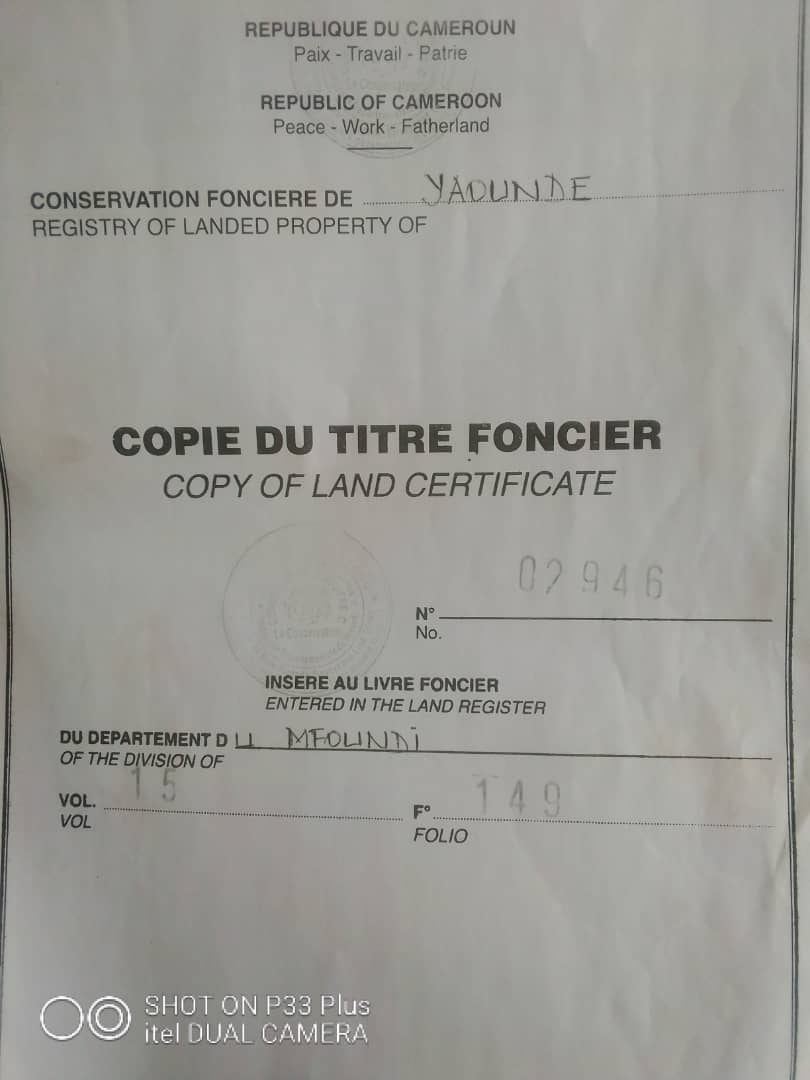 REPUBLIQUE DU CAMEROUN
Paix - Travail - Patrie
REPUBLIC OF CAMEROON
Peace - Work - Fatherland
CONSERVATION FONCIERE DE YAOUNDE
REGISTRY OF LANDED PROPERTY OF
COPIE DU TITRE FONCIER
COPY OF LAND CERTIFICATE
02946
N°
No.
INSERE AU LIVRE FONCIER
ENTERED IN THE LAND REGISTER
DU DEPARTEMENT DU MFOUNDi
OF THE DIVISION OF
VOL. 15 F° 149
VOL FOLIO
SHOT ON P33 Plus
itel DUAL CAMERA